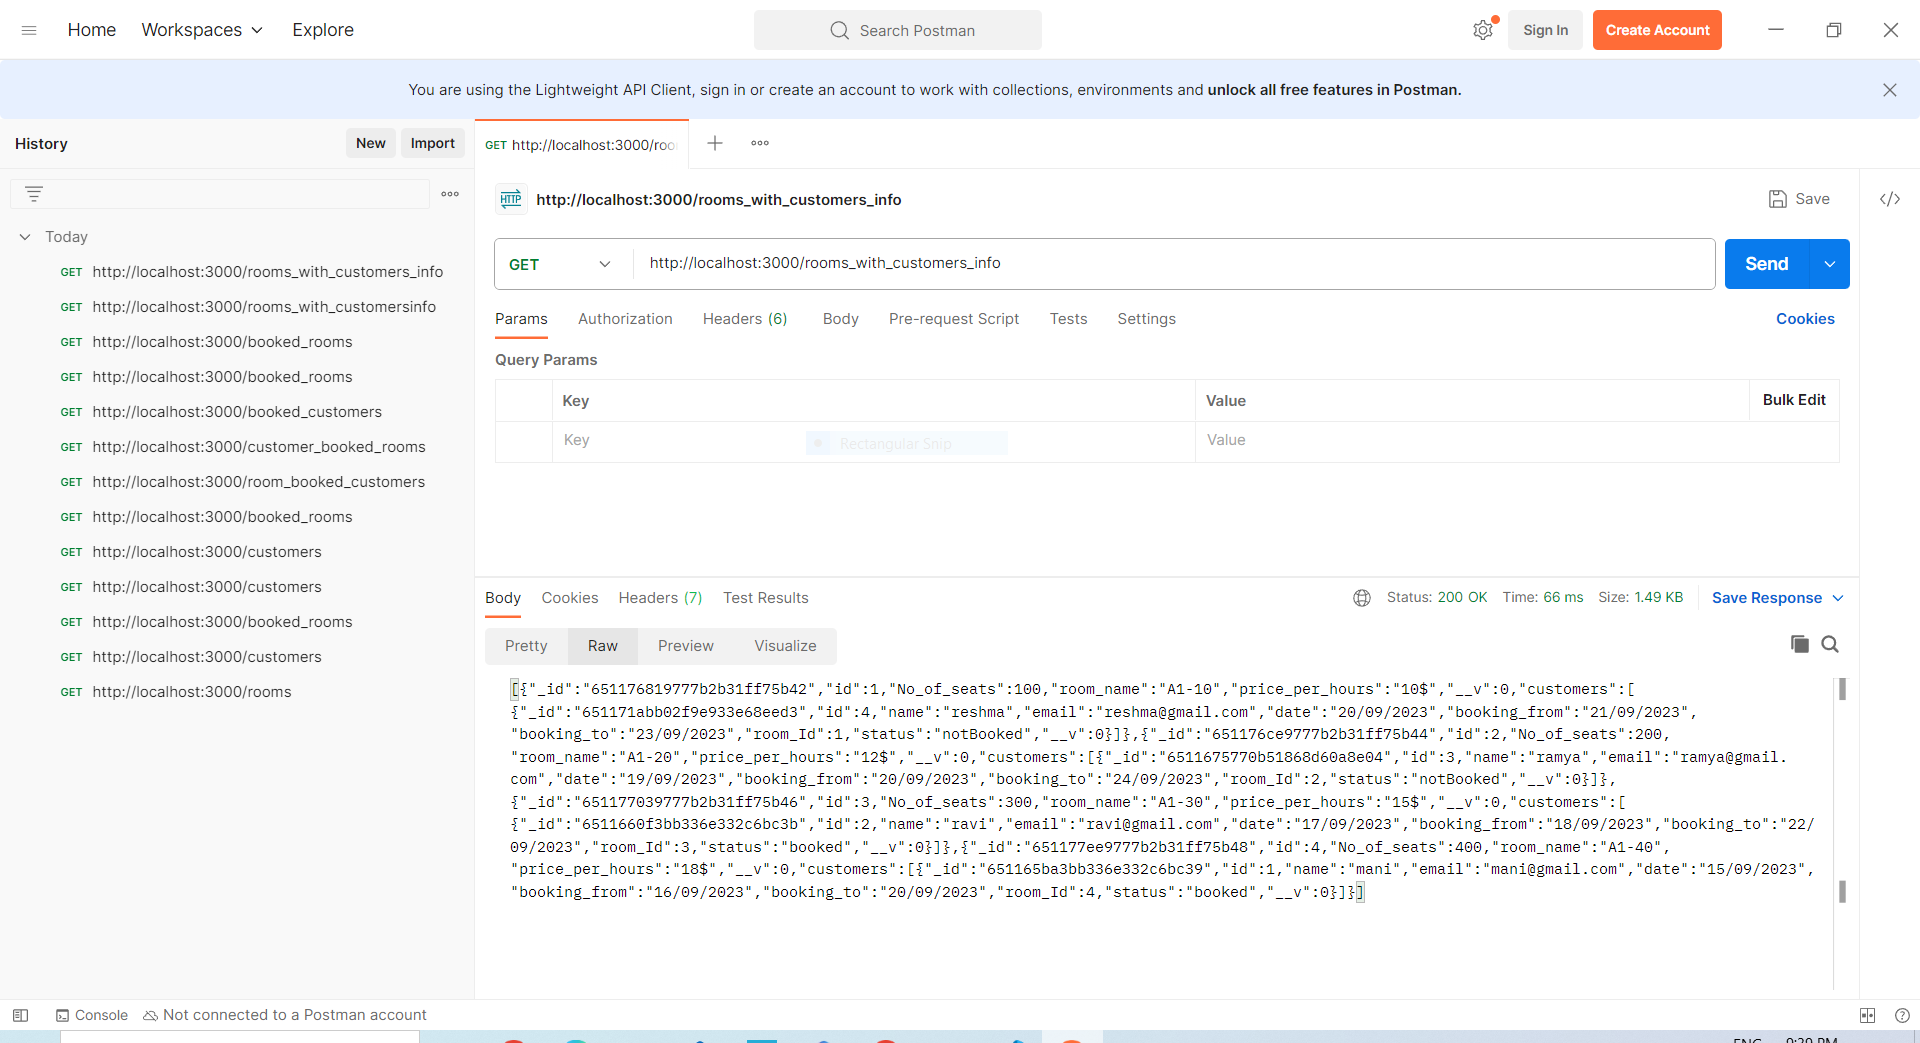 Home
Workspaces
Explore
Search Postman
Sign In
Create Account
You are using the Lightweight API Client, sign in or create an account to work with collections, environments and unlock all free features in Postman.
History
New
Import
GET http://localhost:3000/roo
HTTP
http://localhost:3000/rooms_with_customers_info
Save
</>
Today
GET http://localhost:3000/rooms_with_customers_info
GET http://localhost:3000/rooms_with_customersinfo
GET http://localhost:3000/booked_rooms
GET http://localhost:3000/booked_rooms
GET http://localhost:3000/booked_customers
GET http://localhost:3000/customer_booked_rooms
GET http://localhost:3000/room_booked_customers
GET http://localhost:3000/booked_rooms
GET http://localhost:3000/customers
GET http://localhost:3000/customers
GET http://localhost:3000/booked_rooms
GET http://localhost:3000/customers
GET http://localhost:3000/rooms
GET
http://localhost:3000/rooms_with_customers_info
Send
Params
Authorization
Headers (6)
Body
Pre-request Script
Tests
Settings
Cookies
Query Params
Key
Value
Bulk Edit
Key
Rectangular Snip
Value
Body
Cookies
Headers (7)
Test Results
Status: 200 OK
Time: 66 ms
Size: 1.49 KB
Save Response
Pretty
Raw
Preview
Visualize
[{"_id":"651176819777b2b31ff75b42","id":1,"No_of_seats":100,"room_name":"A1-10","price_per_hours":"10$","__v":0,"customers":[
{"_id":"651171abb02f9e933e68eed3","id":4,"name":"reshma","email":"reshma@gmail.com","date":"20/09/2023","booking_from":"21/09/2023",
"booking_to":"23/09/2023","room_Id":1,"status":"notBooked","__v":0}]},{"_id":"651176ce9777b2b31ff75b44","id":2,"No_of_seats":200,
"room_name":"A1-20","price_per_hours":"12$","__v":0,"customers":[{"_id":"6511675770b51868d60a8e04","id":3,"name":"ramya","email":"ramya@gmail.
com","date":"19/09/2023","booking_from":"20/09/2023","booking_to":"24/09/2023","room_Id":2,"status":"notBooked","__v":0}]},
{"_id":"651177039777b2b31ff75b46","id":3,"No_of_seats":300,"room_name":"A1-30","price_per_hours":"15$","__v":0,"customers":[
{"_id":"6511660f3bb336e332c6bc3b","id":2,"name":"ravi","email":"ravi@gmail.com","date":"17/09/2023","booking_from":"18/09/2023","booking_to":"22/
09/2023","room_Id":3,"status":"booked","__v":0}]},{"_id":"651177ee9777b2b31ff75b48","id":4,"No_of_seats":400,"room_name":"A1-40",
"price_per_hours":"18$","__v":0,"customers":[{"_id":"651165ba3bb336e332c6bc39","id":1,"name":"mani","email":"mani@gmail.com","date":"15/09/2023",
"booking_from":"16/09/2023","booking_to":"20/09/2023","room_Id":4,"status":"booked","__v":0}]}]
Console
Not connected to a Postman account